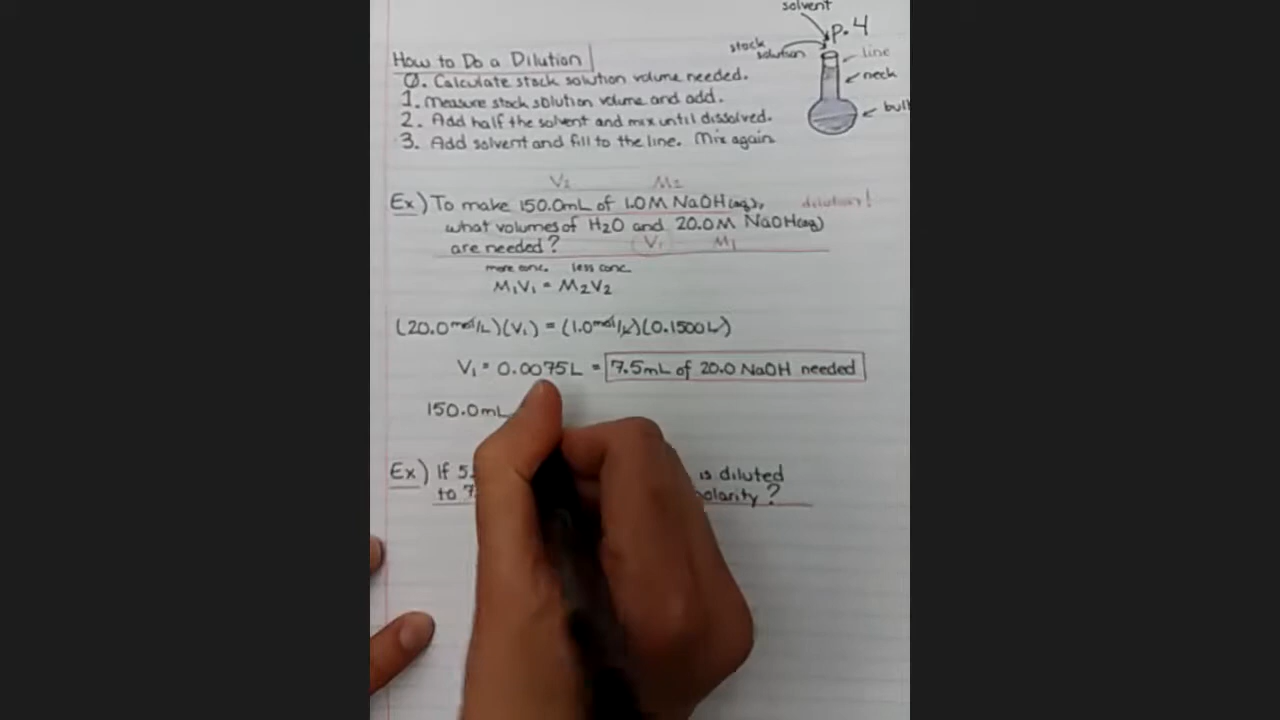 solvent
p.4
stock
solution
line
neck
How to Do a Dilution
0. Calculate stock solution volume needed.
1. Measure stock solution volume and add.
2. Add half the solvent and mix until dissolved.
3. Add solvent and fill to the line. Mix again
V2 M2
Ex) To make 150.0mL of 1.0M NaOH(aq), dilution!
what volumes of H2O and 20.0M NaOH(aq)
are needed? V1 M1
more conc. less conc
M1V1 = M2V2
(20.0 mol/L)(V1) = (1.0 mol/L)(0.1500L)
V1 = 0.0075L = 7.5mL of 20.0 NaOH needed
150.0mL
Ex) If is diluted
to